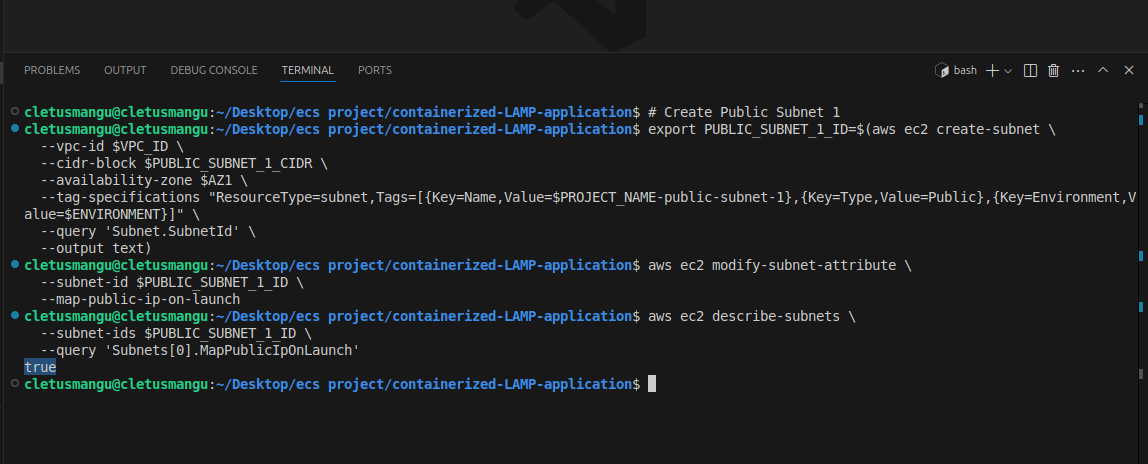 PROBLEMS OUTPUT DEBUG CONSOLE TERMINAL PORTS bash
cletusmangu@cletusmangu:~/Desktop/ecs project/containerized-LAMP-application$ # Create Public Subnet 1
cletusmangu@cletusmangu:~/Desktop/ecs project/containerized-LAMP-application$ export PUBLIC_SUBNET_1_ID=$(aws ec2 create-subnet \
  --vpc-id $VPC_ID \
  --cidr-block $PUBLIC_SUBNET_1_CIDR \
  --availability-zone $AZ1 \
  --tag-specifications "ResourceType=subnet,Tags=[{Key=Name,Value=$PROJECT_NAME-public-subnet-1},{Key=Type,Value=Public},{Key=Environment,V
alue=$ENVIRONMENT}]" \
  --query 'Subnet.SubnetId' \
  --output text)
cletusmangu@cletusmangu:~/Desktop/ecs project/containerized-LAMP-application$ aws ec2 modify-subnet-attribute \
  --subnet-id $PUBLIC_SUBNET_1_ID \
  --map-public-ip-on-launch
cletusmangu@cletusmangu:~/Desktop/ecs project/containerized-LAMP-application$ aws ec2 describe-subnets \
  --subnet-ids $PUBLIC_SUBNET_1_ID \
  --query 'Subnets[0].MapPublicIpOnLaunch'
true
cletusmangu@cletusmangu:~/Desktop/ecs project/containerized-LAMP-application$